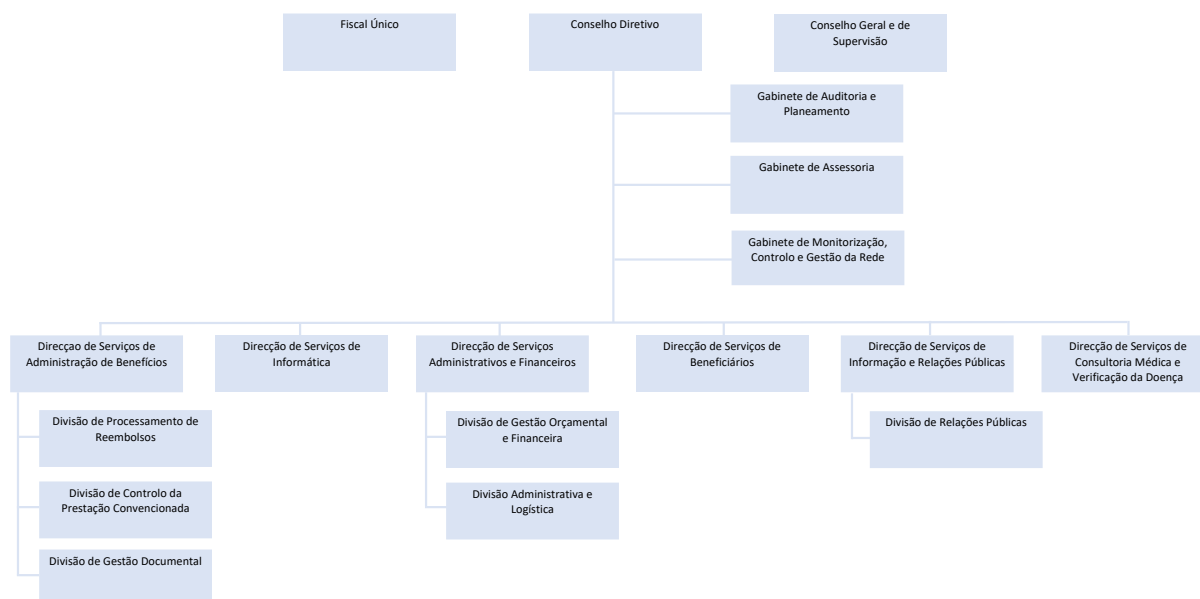 Fiscal Único
Conselho Diretivo
Conselho Geral e de
Supervisão
Gabinete de Auditoria e
Planeamento
Gabinete de Assessoria
Gabinete de Monitorização,
Controlo e Gestão da Rede
Direcçao de Serviços de
Administração de Benefícios
Direcção de Serviços de
Informática
Direcção de Serviços
Administrativos e Financeiros
Direcção de Serviços de
Beneficiários
Direcção de Serviços de
Informação e Relações Públicas
Direcção de Serviços de
Consultoria Médica e
Verificação da Doença
Divisão de Processamento de
Reembolsos
Divisão de Controlo da
Prestação Convencionada
Divisão de Gestão Documental
Divisão de Gestão Orçamental
e Financeira
Divisão Administrativa e
Logística
Divisão de Relações Públicas